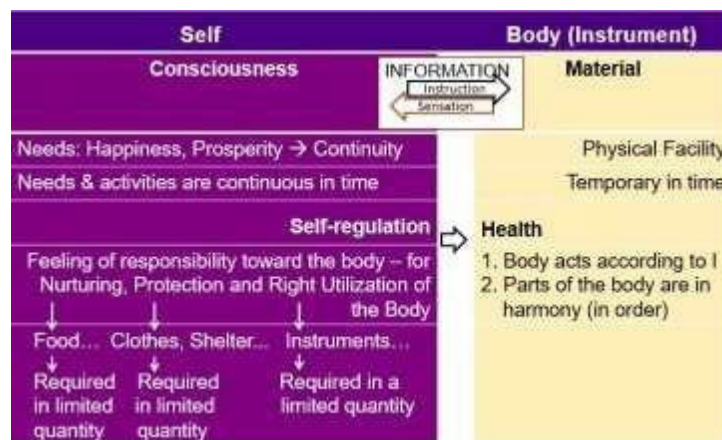 Self
Body (Instrument)
Consciousness
INFORMATION
Instruction
Sensation
Material
Needs: Happiness, Prosperity → Continuity
Physical Facility
Needs & activities are continuous in time
Temporary in time
Self-regulation
Health
Feeling of responsibility toward the body – for
Nurturing, Protection and Right Utilization of
the Body
1. Body acts according to I
2. Parts of the body are in
harmony (in order)
Food... Clothes, Shelter... Instruments...
Required
in limited
quantity
Required
in limited
quantity
Required in a
limited quantity